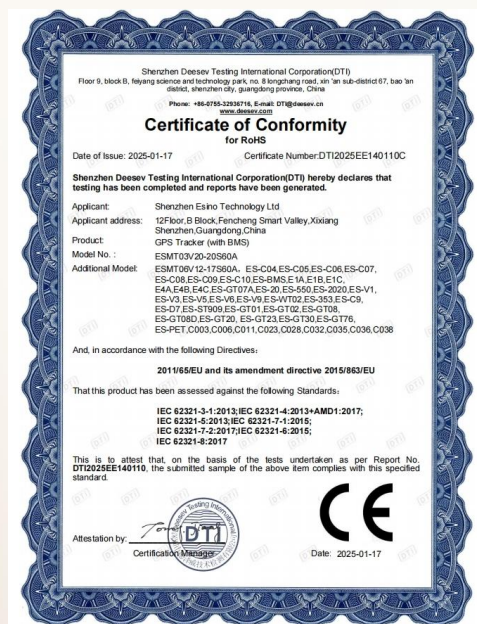 Shenzhen Deesev Testing International Corporation(DTI)
Floor 9, block B, feiyang science and technology park, no. 8 longchang road, xin 'an sub-district 67, bao 'an
district, shenzhen city, guangdong province, China
Phone: +86-0755-32936716, E-mail: DTI@deesev.cn
www.deesev.com
Certificate of Conformity
for RoHS
Date of Issue: 2025-01-17 Certificate Number:DTI2025EE140110C
Shenzhen Deesev Testing International Corporation(DTI) hereby declares that
testing has been completed and reports have been generated.
Applicant: Shenzhen Esino Technology Ltd
Applicant address: 12Floor,B Block,Fencheng Smart Valley,Xixiang
Shenzhen,Guangdong,China
Product: GPS Tracker (with BMS)
Model No. : ESMT03V20-20S60A
Additional Model: ESMT06V12-17S60A、ES-C04,ES-C05,ES-C06,ES-C07,
ES-C08,ES-C09,ES-C10,ES-BMS,E1A,E1B,E1C,
E4A,E4B,E4C,ES-GT07A,ES-20,ES-550,ES-2020,ES-V1,
ES-V3,ES-V5,ES-V6,ES-V9,ES-WT02,ES-353,ES-C9,
ES-D7,ES-ST909,ES-GT01,ES-GT02,ES-GT08,
ES-GT08D,ES-GT20, ES-GT23,ES-GT30,ES-GT76,
ES-PET,C003,C006,C011,C023,C028,C032,C035,C036,C038
And, in accordance with the following Directives:
2011/65/EU and its amendment directive 2015/863/EU
That this product has been assessed against the following Standards:
IEC 62321-3-1:2013;IEC 62321-4:2013+AMD1:2017;
IEC 62321-5:2013;IEC 62321-7-1:2015;
IEC 62321-7-2:2017;IEC 62321-6:2015;
IEC 62321-8:2017
This is to attest that, on the basis of the tests undertaken as per Report No.
DTI2025EE140110, the submitted sample of the above item complies with this specified
standard.
Attestation by:
DTI
Certification Manager
CE
Date: 2025-01-17